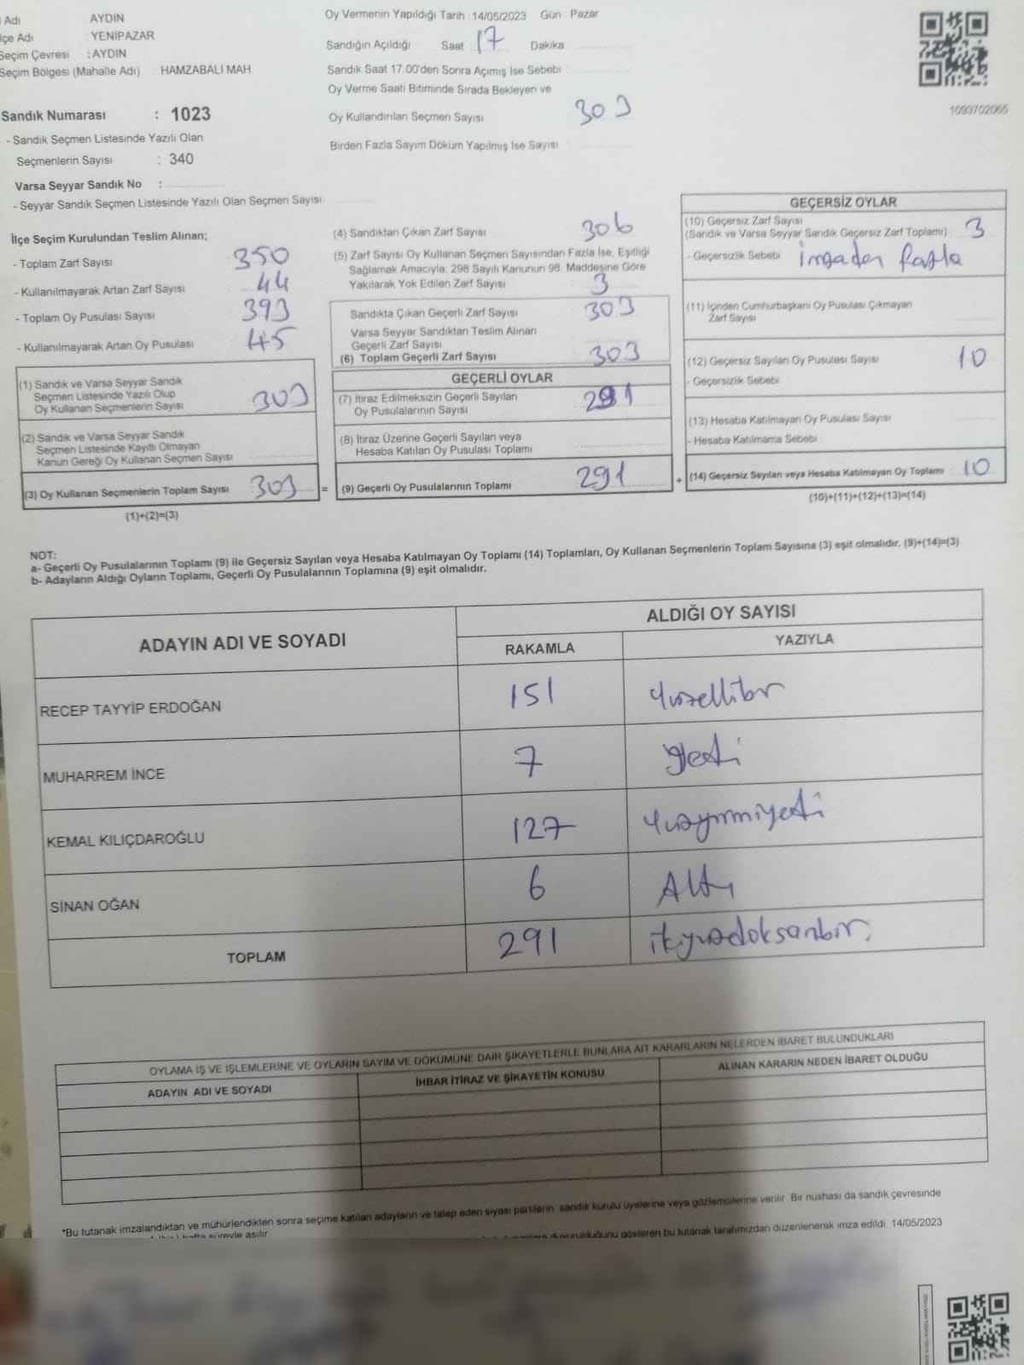 Adı AYDIN
İlçe Adı : YENİPAZAR
Seçim Çevresi : AYDIN
Seçim Bölgesi (Mahalle Adı) HAMZABALI MAH
Sandık Numarası : 1023
- Sandık Seçmen Listesinde Yazılı Olan
Seçmenlerin Sayısı : 340
Varsa Seyyar Sandık No :
- Seyyar Sandık Seçmen Listesinde Yazılı Olan Seçmen Sayısı
Oy Vermenin Yapıldığı Tarih : 14/05/2023 Gün : Pazar
Sandığın Açıldığı Saat 17 Dakika
Sandık Saat 17.00'den Sonra Açılmış İse Sebebi
Oy Verme Saati Bitiminde Sırada Bekleyen ve
Oy Kullandırılan Seçmen Sayısı 303
Birden Fazla Sayım Döküm Yapılmış İse Sayısı
1093702065
İlçe Seçim Kurulundan Teslim Alınan;
- Toplam Zarf Sayısı 350
- Kullanılmayarak Artan Zarf Sayısı 44
- Toplam Oy Pusulası Sayısı 393
- Kullanılmayarak Artan Oy Pusulası 45
(1) Sandık ve Varsa Seyyar Sandık
Seçmen Listesinde Yazılı Olup
Oy Kullanan Seçmenlerin Sayısı 303
(2) Sandık ve Varsa Seyyar Sandık
Seçmen Listesinde Kayıtlı Olmayan
Kanun Gereği Oy Kullanan Seçmen Sayısı
(3) Oy Kullanan Seçmenlerin Toplam Sayısı 303 =
(1)+(2)=(3)
(4) Sandıktan Çıkan Zarf Sayısı 306
(5) Zarf Sayısı Oy Kullanan Seçmen Sayısından Fazla İse, Eşitliği
Sağlamak Amacıyla, 298 Sayılı Kanunun 98. Maddesine Göre
Yakılarak Yok Edilen Zarf Sayısı 3
Sandıkta Çıkan Geçerli Zarf Sayısı 303
Varsa Seyyar Sandıktan Teslim Alınan
Geçerli Zarf Sayısı
(6) Toplam Geçerli Zarf Sayısı 303
GEÇERLİ OYLAR
(7) İtiraz Edilmeksizin Geçerli Sayılan
Oy Pusulalarının Sayısı 291
(8) İtiraz Üzerine Geçerli Sayılan veya
Hesaba Katılan Oy Pusulası Toplamı
(9) Geçerli Oy Pusulalarının Toplamı 291 +
GEÇERSİZ OYLAR
(10) Geçersiz Zarf Sayısı
(Sandık ve Varsa Seyyar Sandık Geçersiz Zarf Toplamı) 3
- Geçersizlik Sebebi İmzadan fazla
(11) İçinden Cumhurbaşkanı Oy Pusulası Çıkmayan
Zarf Sayısı
(12) Geçersiz Sayılan Oy Pusulası Sayısı 10
- Geçersizlik Sebebi
(13) Hesaba Katılmayan Oy Pusulası Sayısı
- Hesaba Katılmama Sebebi
(14) Geçersiz Sayılan veya Hesaba Katılmayan Oy Toplamı 10
(10)+(11)+(12)+(13)=(14)
NOT:
a- Geçerli Oy Pusulalarının Toplamı (9) ile Geçersiz Sayılan veya Hesaba Katılmayan Oy Toplamı (14) Toplamları, Oy Kullanan Seçmenlerin Toplam Sayısına (3) eşit olmalıdır. (9)+(14)=(3)
b- Adayların Aldığı Oyların Toplamı, Geçerli Oy Pusulalarının Toplamına (9) eşit olmalıdır.
ADAYIN ADI VE SOYADI ALDIĞI OY SAYISI
RAKAMLA YAZIYLA
RECEP TAYYİP ERDOĞAN 151 Yüzellibir
MUHARREM İNCE 7 Yedi
KEMAL KILIÇDAROĞLU 127 Yüzyirmiyedi
SİNAN OĞAN 6 Altı
TOPLAM 291 ikiyüzdoksanbir.
OYLAMA İŞ VE İŞLEMLERİNE VE OYLARIN SAYIM VE DÖKÜMÜNE DAİR ŞİKAYETLERLE BUNLARA AİT KARARLARIN NELERDEN İBARET BULUNDUKLARI
ADAYIN ADI VE SOYADI İHBAR İTİRAZ VE ŞİKAYETİN KONUSU ALINAN KARARIN NEDEN İBARET OLDUĞU
*Bu tutanak imzalandıktan ve mühürlendikten sonra seçime katılan adayların ve talep eden siyasi partilerin sandık kurulu üyelerine veya gözlemcilerine verilir. Bir nüshası da sandık çevresinde
hafta süreyle asılır. gösteren bu tutanak tarafımızdan düzenlenerek imza edildi. 14/05/2023